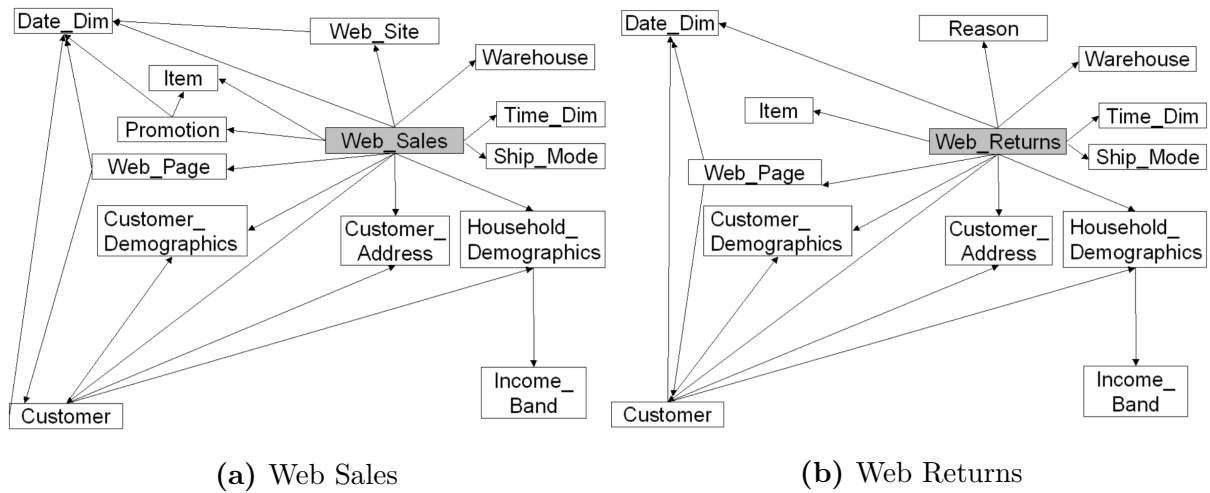 Date_Dim
Web_Site
Warehouse
Item
Time_Dim
Promotion
Web_Sales
Ship_Mode
Web_Page
Customer_
Demographics
Customer_
Address
Household_
Demographics
Income_
Band
Customer
(a) Web Sales
Date_Dim
Reason
Warehouse
Item
Time_Dim
Web_Returns
Ship_Mode
Web_Page
Customer_
Demographics
Customer_
Address
Household_
Demographics
Income_
Band
Customer
(b) Web Returns